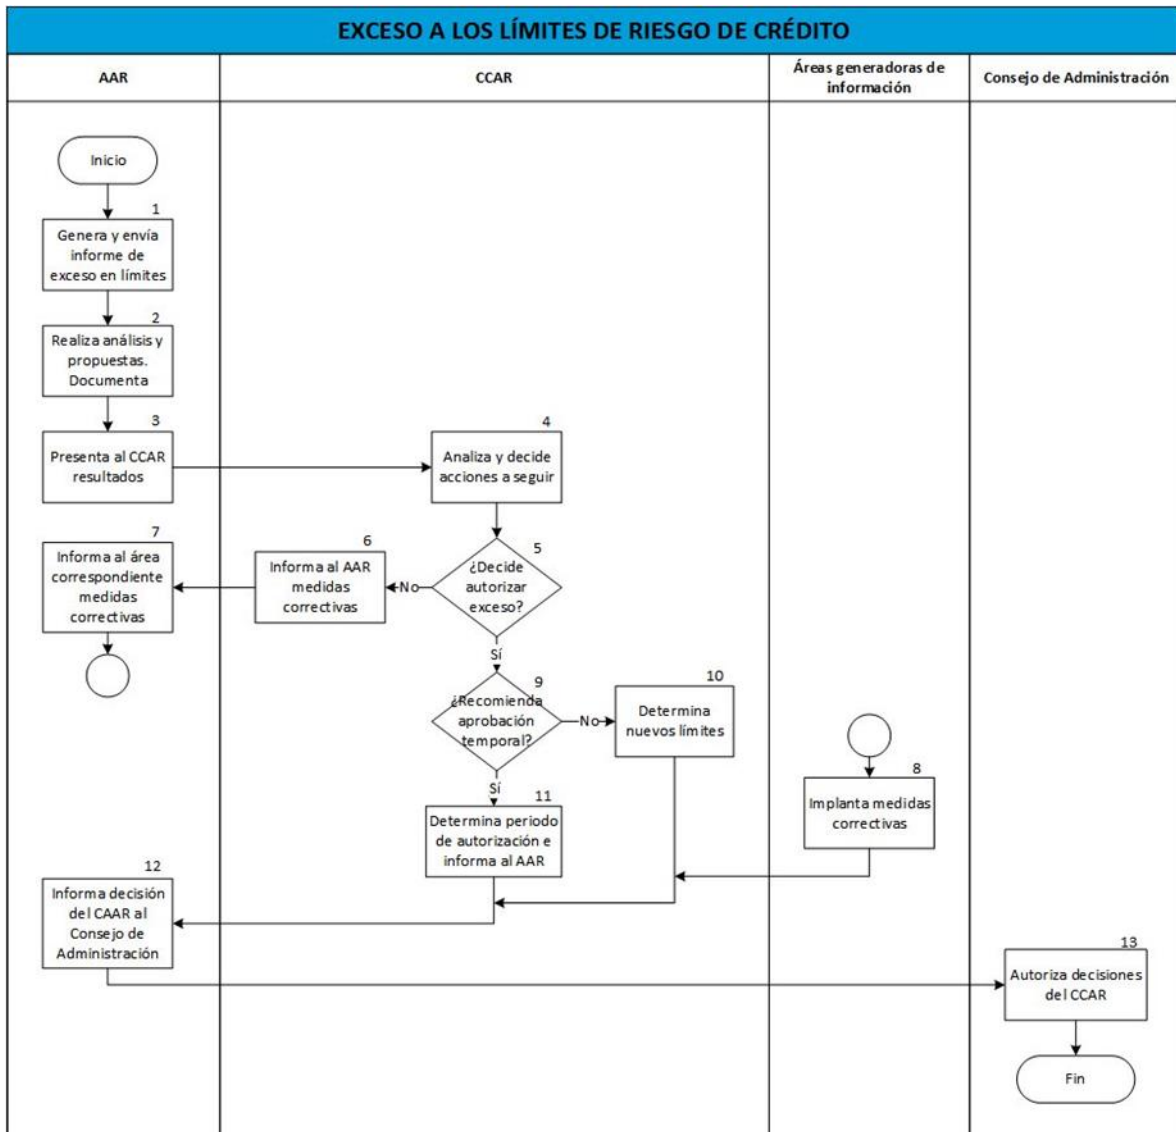 EXCESO A LOS LÍMITES DE RIESGO DE CRÉDITO
AAR
CCAR
Áreas generadoras de
información
Consejo de Administración
Inicio
1
Genera y envía
informe de
exceso en límites
2
Realiza análisis y
propuestas.
Documenta
3
Presenta al CCAR
resultados
4
Analiza y decide
acciones a seguir
5
¿Decide
autorizar
exceso?
No
6
Informa al AAR
medidas
correctivas
7
Informa al área
correspondiente
medidas
correctivas
Sí
9
¿Recomienda
aprobación
temporal?
No
10
Determina
nuevos límites
8
Implanta medidas
correctivas
Sí
11
Determina periodo
de autorización e
informa al AAR
12
Informa decisión
del CAAR al
Consejo de
Administración
13
Autoriza decisiones
del CCAR
Fin